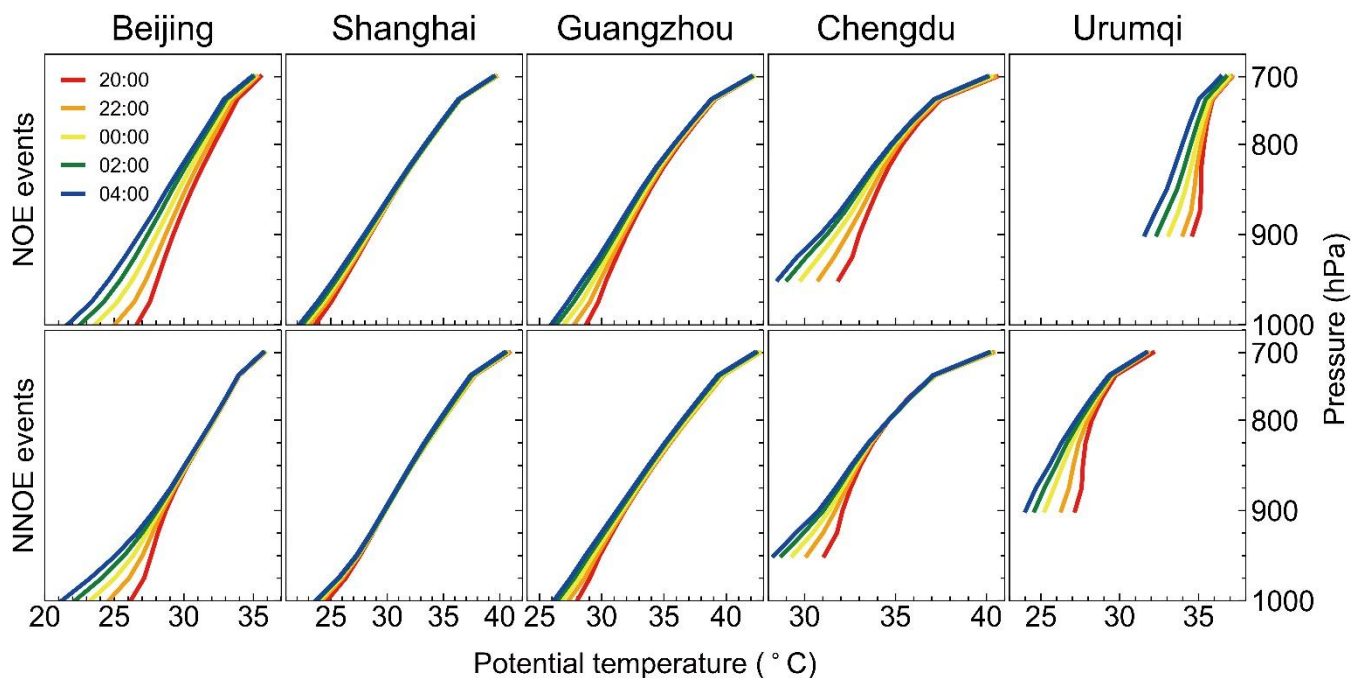 Beijing Shanghai Guangzhou Chengdu Urumqi
NOE events
20:00
22:00
00:00
02:00
04:00
700
800
900
1000
NNOE events
700
800
900
1000
Pressure (hPa)
20 25 30 35 25 30 35 40 25 30 35 40 30 35 40 25 30 35
Potential temperature (°C)